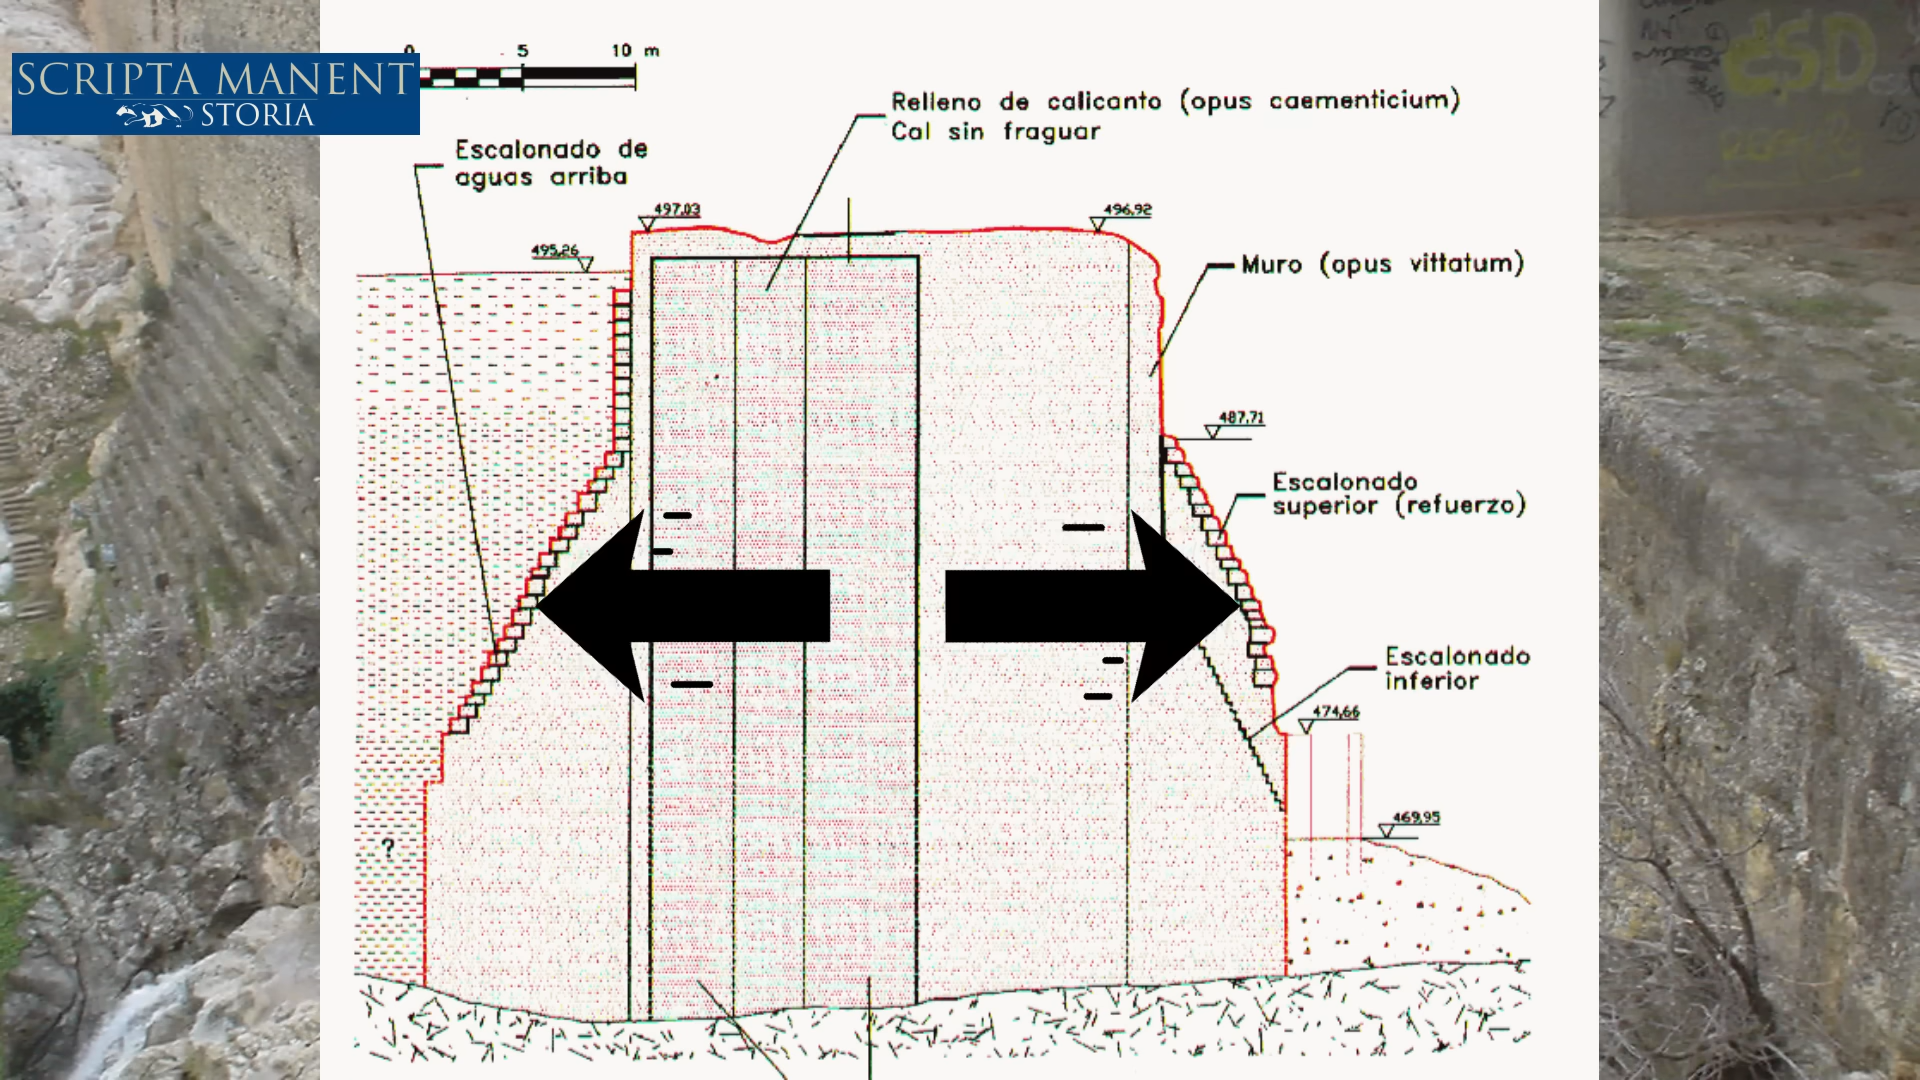 SCRIPTA MANENT
STORIA
0 5 10 m
Relleno de calicanto (opus caementicium)
Cal sin fraguar
Escalonado de
aguas arriba
497,03
496,92
495,26
Muro (opus vittatum)
487,71
Escalonado
superior (refuerzo)
Escalonado
inferior
474,66
469,95
?